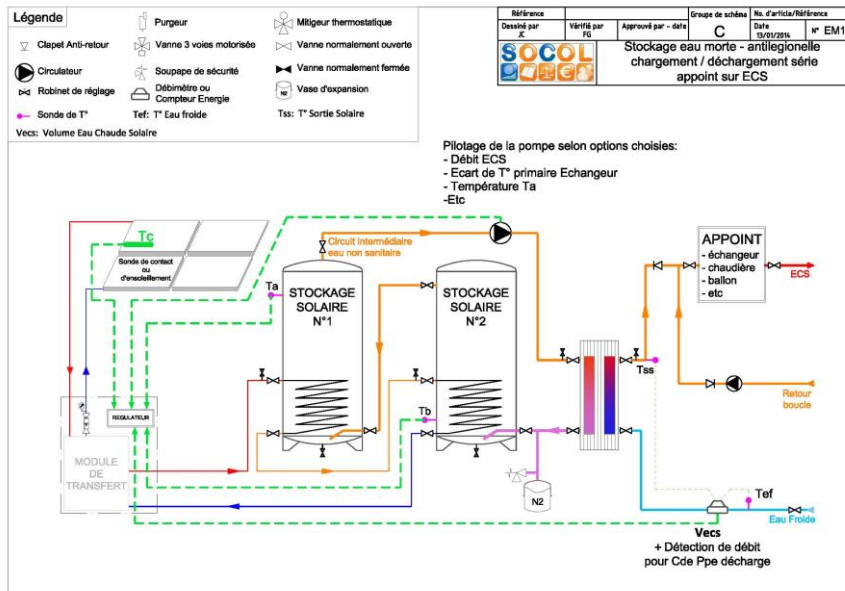 Légende
Clapet Anti-retour
Circulateur
Robinet de réglage
Sonde de T°
Vecs: Volume Eau Chaude Solaire
Purgeur
Vanne 3 voies motorisée
Soupape de sécurité
Débimètre ou
Compteur Energie
Tef: T° Eau froide
Mitigeur thermostatique
Vanne normalement ouverte
Vanne normalement fermée
N2
Vase d'expansion
Tss: T° Sortie Solaire
Référence
Groupe de schéma
No. d'article/Référence
Dessiné par
JC
Vérifié par
FG
Approuvé par - date
C
Date
13/01/2014
N° EM1
SOCOL
Stockage eau morte - antilegionelle
chargement / déchargement série
appoint sur ECS
Pilotage de la pompe selon options choisies:
- Débit ECS
- Ecart de T° primaire Echangeur
- Température Ta
-Etc
Tc
Sonde de contact
ou
d'ensoleillement
Circuit Intermédiaire
eau non sanitaire
APPOINT
- échangeur
- chaudière
- ballon
- etc
ECS
Ta
STOCKAGE
SOLAIRE
N°1
STOCKAGE
SOLAIRE
N°2
Tss
Retour
boucle
REGULATEUR
Tb
MODULE
DE
TRANSFERT
N2
Tef
Eau Froide
Vecs
+ Détection de débit
pour Cde Ppe décharge